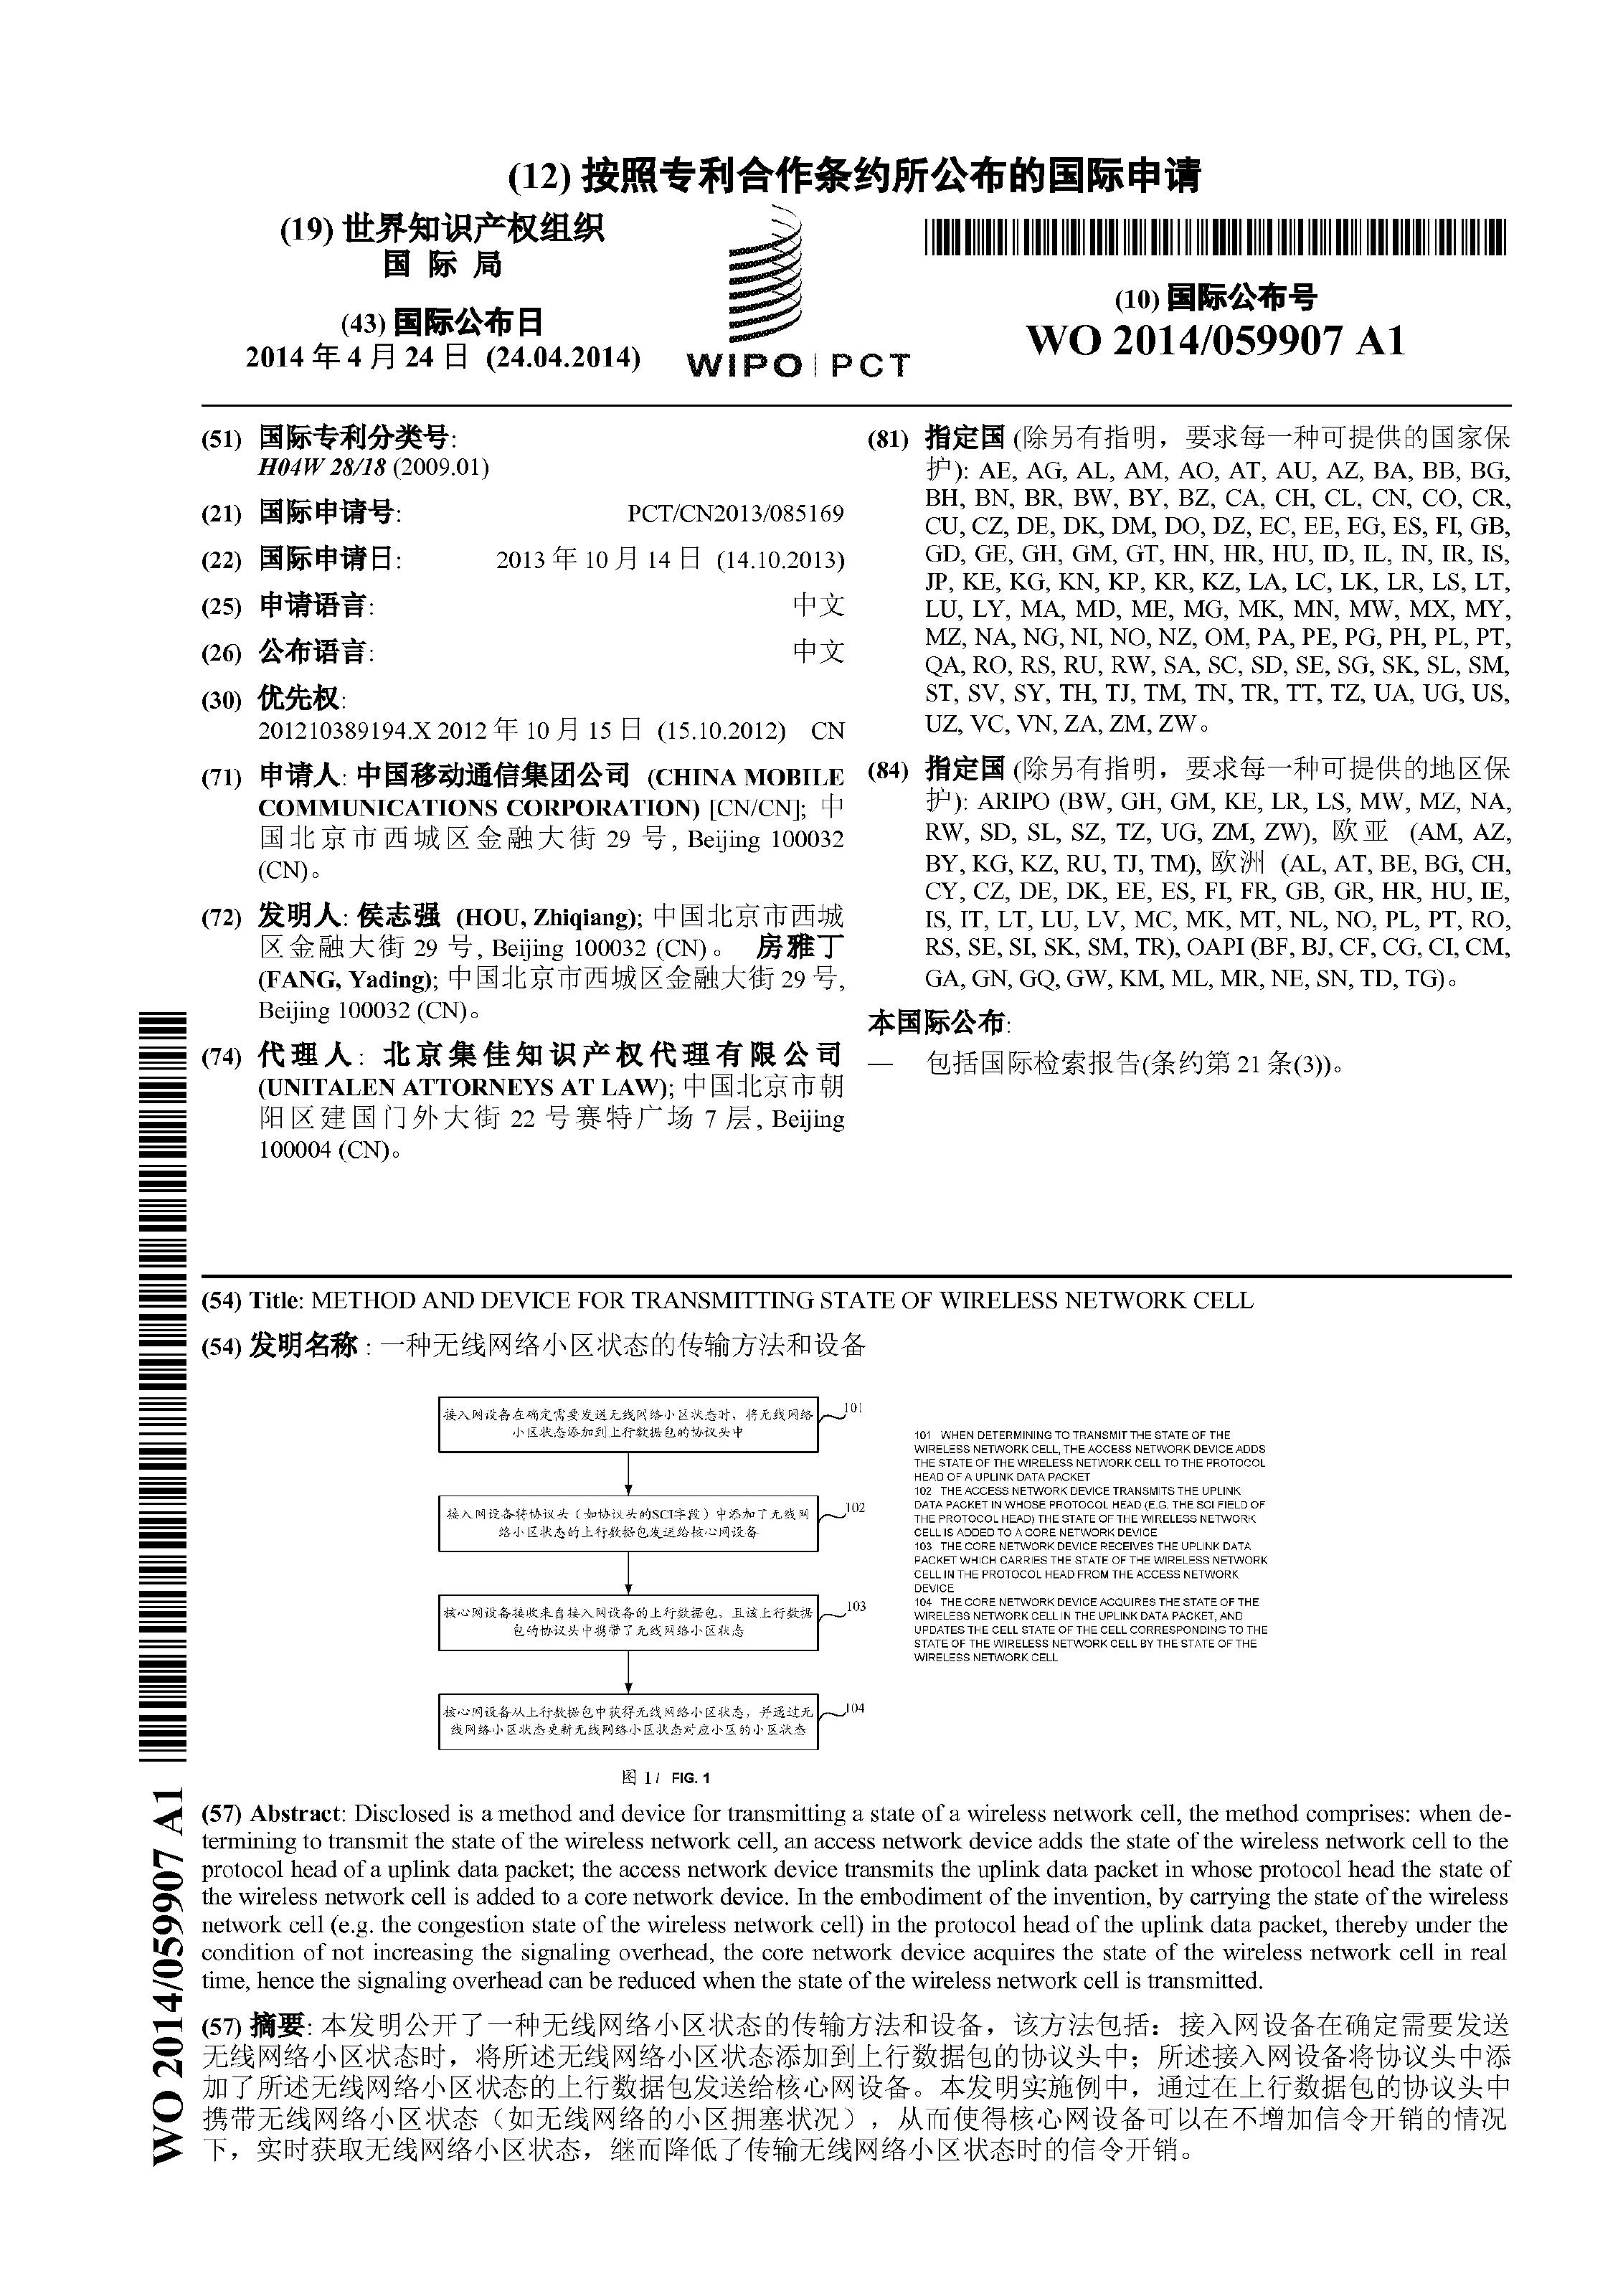 (12) 按照专利合作条约所公布的国际申请
(19) 世界知识产权组织
国 际 局
(43) 国际公布日
2014 年 4 月 24 日 (24.04.2014)
WIPO | PCT
(10) 国际公布号
WO 2014/059907 A1
(51) 国际专利分类号:
H04W 28/18 (2009.01)
(21) 国际申请号: PCT/CN2013/085169
(22) 国际申请日: 2013 年 10 月 14 日 (14.10.2013)
(25) 申请语言: 中文
(26) 公布语言: 中文
(30) 优先权:
201210389194.X 2012 年 10 月 15 日 (15.10.2012) CN
(71) 申请人: 中国移动通信集团公司 (CHINA MOBILE
COMMUNICATIONS CORPORATION) [CN/CN]; 中
国北京市西城区金融大街 29 号, Beijing 100032
(CN)。
(72) 发明人: 侯志强 (HOU, Zhiqiang); 中国北京市西城
区金融大街 29 号, Beijing 100032 (CN)。 房雅丁
(FANG, Yading); 中国北京市西城区金融大街 29 号,
Beijing 100032 (CN)。
(74) 代理人: 北京集佳知识产权代理有限公司
(UNITALEN ATTORNEYS AT LAW); 中国北京市朝
阳区建国门外大街 22 号赛特广场 7 层, Beijing
100004 (CN)。
(81) 指定国 (除另有指明，要求每一种可提供的国家保
护): AE, AG, AL, AM, AO, AT, AU, AZ, BA, BB, BG,
BH, BN, BR, BW, BY, BZ, CA, CH, CL, CN, CO, CR,
CU, CZ, DE, DK, DM, DO, DZ, EC, EE, EG, ES, FI, GB,
GD, GE, GH, GM, GT, HN, HR, HU, ID, IL, IN, IR, IS,
JP, KE, KG, KN, KP, KR, KZ, LA, LC, LK, LR, LS, LT,
LU, LY, MA, MD, ME, MG, MK, MN, MW, MX, MY,
MZ, NA, NG, NI, NO, NZ, OM, PA, PE, PG, PH, PL, PT,
QA, RO, RS, RU, RW, SA, SC, SD, SE, SG, SK, SL, SM,
ST, SV, SY, TH, TJ, TM, TN, TR, TT, TZ, UA, UG, US,
UZ, VC, VN, ZA, ZM, ZW。
(84) 指定国 (除另有指明，要求每一种可提供的地区保
护): ARIPO (BW, GH, GM, KE, LR, LS, MW, MZ, NA,
RW, SD, SL, SZ, TZ, UG, ZM, ZW), 欧亚 (AM, AZ,
BY, KG, KZ, RU, TJ, TM), 欧洲 (AL, AT, BE, BG, CH,
CY, CZ, DE, DK, EE, ES, FI, FR, GB, GR, HR, HU, IE,
IS, IT, LT, LU, LV, MC, MK, MT, NL, NO, PL, PT, RO,
RS, SE, SI, SK, SM, TR), OAPI (BF, BJ, CF, CG, CI, CM,
GA, GN, GQ, GW, KM, ML, MR, NE, SN, TD, TG)。
本国际公布:
— 包括国际检索报告(条约第 21 条(3))。
(54) Title: METHOD AND DEVICE FOR TRANSMITTING STATE OF WIRELESS NETWORK CELL
(54) 发明名称 : 一种无线网络小区状态的传输方法和设备
接入网设备在确定需要发送无线网络小区状态时，将无线网络
小区状态添加到上行数据包的协议头中
101
接入网设备将协议头（如协议头的SCI字段）中添加了无线网
络小区状态的上行数据包发送给核心网设备
102
核心网设备接收来自接入网设备的上行数据包，且该上行数据
包的协议头中携带了无线网络小区状态
103
核心网设备从上行数据包中获得无线网络小区状态，并通过无
线网络小区状态更新无线网络小区状态对应小区的小区状态
104
图 1 / FIG. 1
101 WHEN DETERMINING TO TRANSMIT THE STATE OF THE
WIRELESS NETWORK CELL, THE ACCESS NETWORK DEVICE ADDS
THE STATE OF THE WIRELESS NETWORK CELL TO THE PROTOCOL
HEAD OF A UPLINK DATA PACKET
102 THE ACCESS NETWORK DEVICE TRANSMITS THE UPLINK
DATA PACKET IN WHOSE PROTOCOL HEAD (E.G. THE SCI FIELD OF
THE PROTOCOL HEAD) THE STATE OF THE WIRELESS NETWORK
CELL IS ADDED TO A CORE NETWORK DEVICE
103 THE CORE NETWORK DEVICE RECEIVES THE UPLINK DATA
PACKET WHICH CARRIES THE STATE OF THE WIRELESS NETWORK
CELL IN THE PROTOCOL HEAD FROM THE ACCESS NETWORK
DEVICE
104 THE CORE NETWORK DEVICE ACQUIRES THE STATE OF THE
WIRELESS NETWORK CELL IN THE UPLINK DATA PACKET, AND
UPDATES THE CELL STATE OF THE CELL CORRESPONDING TO THE
STATE OF THE WIRELESS NETWORK CELL BY THE STATE OF THE
WIRELESS NETWORK CELL
(57) Abstract: Disclosed is a method and device for transmitting a state of a wireless network cell, the method comprises: when de-
termining to transmit the state of the wireless network cell, an access network device adds the state of the wireless network cell to the
protocol head of a uplink data packet; the access network device transmits the uplink data packet in whose protocol head the state of
the wireless network cell is added to a core network device. In the embodiment of the invention, by carrying the state of the wireless
network cell (e.g. the congestion state of the wireless network cell) in the protocol head of the uplink data packet, thereby under the
condition of not increasing the signaling overhead, the core network device acquires the state of the wireless network cell in real
time, hence the signaling overhead can be reduced when the state of the wireless network cell is transmitted.
(57) 摘要: 本发明公开了一种无线网络小区状态的传输方法和设备，该方法包括：接入网设备在确定需要发送
无线网络小区状态时，将所述无线网络小区状态添加到上行数据包的协议头中；所述接入网设备将协议头中添
加了所述无线网络小区状态的上行数据包发送给核心网设备。本发明实施例中，通过在上行数据包的协议头中
携带无线网络小区状态（如无线网络的小区拥塞状况），从而使得核心网设备可以在不增加信令开销的情况
下，实时获取无线网络小区状态，继而降低了传输无线网络小区状态时的信令开销。
WO 2014/059907 A1